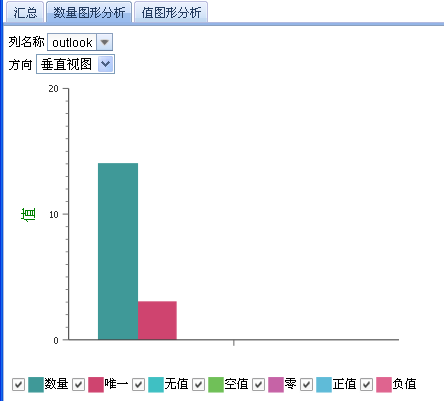 汇总 数量图形分析 值图形分析
列名称 outlook
方向 垂直视图
20
值
10
0
数量 唯一 无值 空值 零 正值 负值